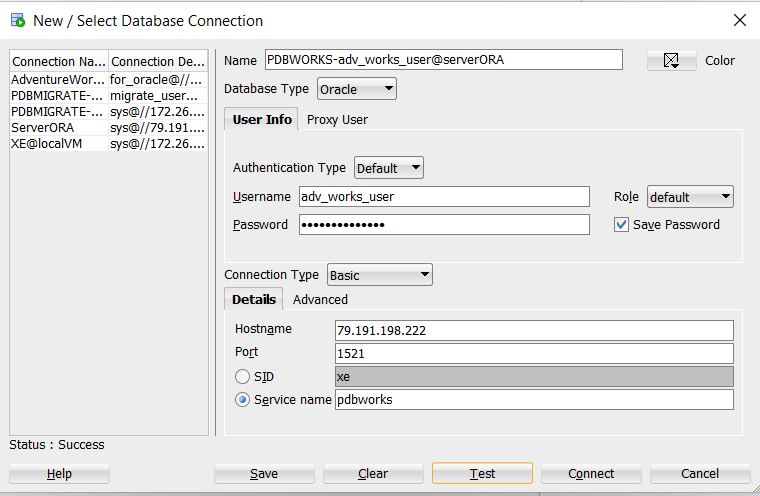 New / Select Database Connection
Connection Na... Connection De...
AdventureWor... for_oracle@//...
PDBMIGRATE-... migrate_user...
PDBMIGRATE-... sys@//172.26....
ServerORA sys@//79.191....
XE@localVM sys@//172.26....
Name PDBWORKS-adv_works_user@serverORA Color
Database Type Oracle
User Info Proxy User
Authentication Type Default
Username adv_works_user Role default
Password •••••••••••••• Save Password
Connection Type Basic
Details Advanced
Hostname 79.191.198.222
Port 1521
SID xe
Service name pdbworks
Status : Success
Help Save Clear Test Connect Cancel